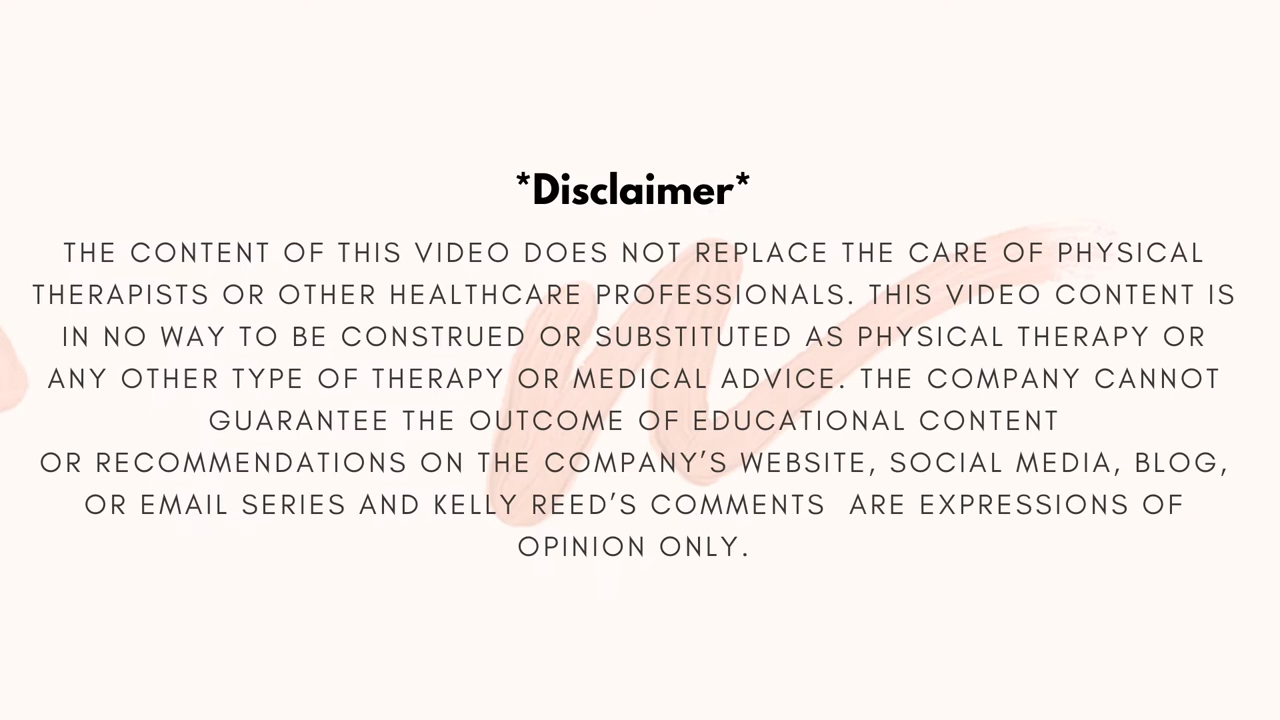 *Disclaimer*
THE CONTENT OF THIS VIDEO DOES NOT REPLACE THE CARE OF PHYSICAL
THERAPISTS OR OTHER HEALTHCARE PROFESSIONALS. THIS VIDEO CONTENT IS
IN NO WAY TO BE CONSTRUED OR SUBSTITUTED AS PHYSICAL THERAPY OR
ANY OTHER TYPE OF THERAPY OR MEDICAL ADVICE. THE COMPANY CANNOT
GUARANTEE THE OUTCOME OF EDUCATIONAL CONTENT
OR RECOMMENDATIONS ON THE COMPANY’S WEBSITE, SOCIAL MEDIA, BLOG,
OR EMAIL SERIES AND KELLY REED’S COMMENTS  ARE EXPRESSIONS OF
OPINION ONLY.